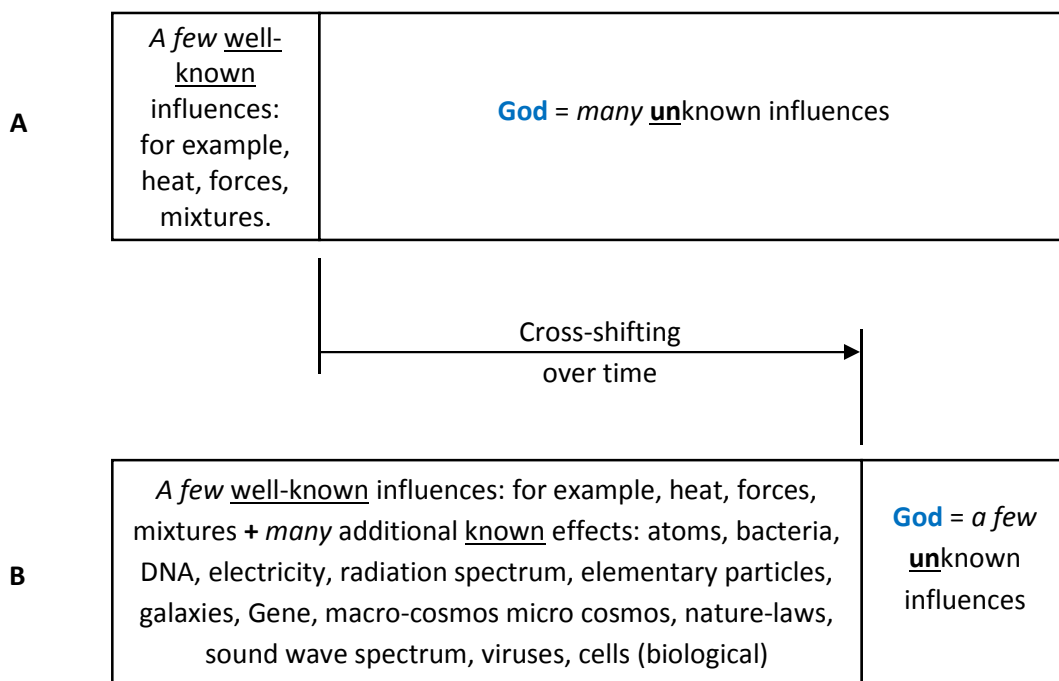 A few well-
known
influences:
for example,
heat, forces,
mixtures.
A
God = many unknown influences
Cross-shifting
over time
A few well-known influences: for example, heat, forces,
mixtures + many additional known effects: atoms, bacteria,
DNA, electricity, radiation spectrum, elementary particles,
galaxies, Gene, macro-cosmos micro cosmos, nature-laws,
sound wave spectrum, viruses, cells (biological)
B
God = a few
unknown
influences